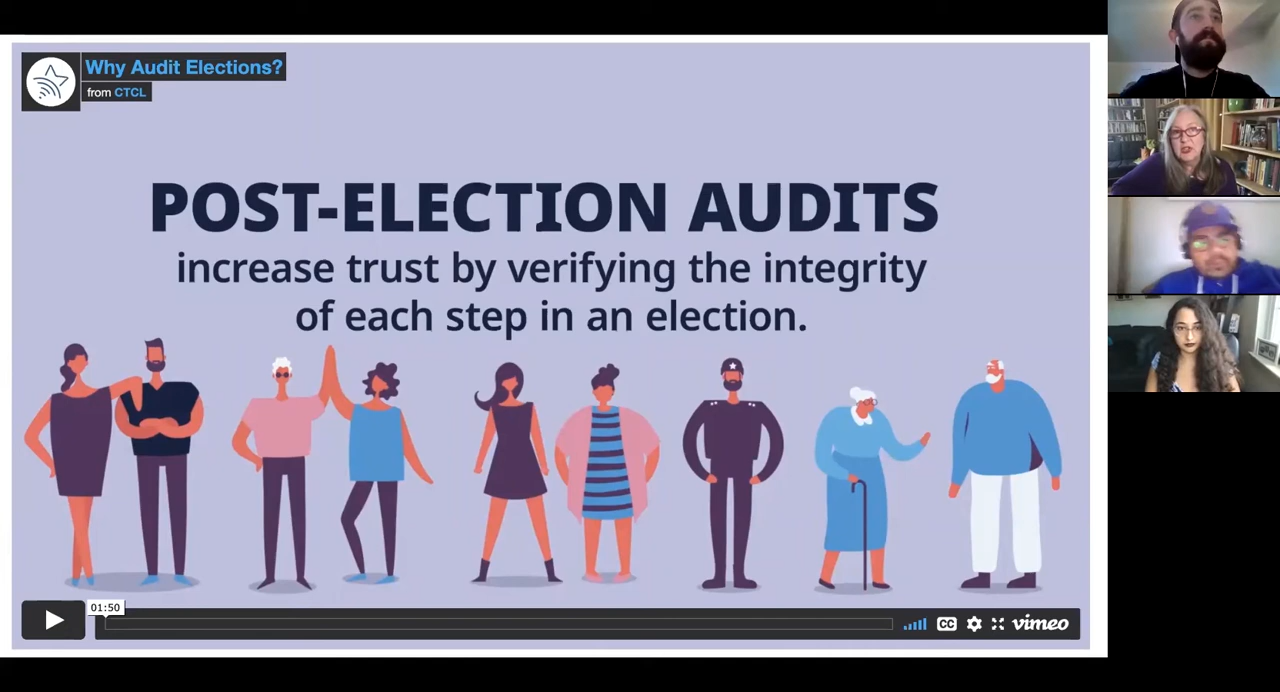 Why Audit Elections?
from CTCL
POST-ELECTION AUDITS
increase trust by verifying the integrity
of each step in an election.
01:50
CC
vimeo